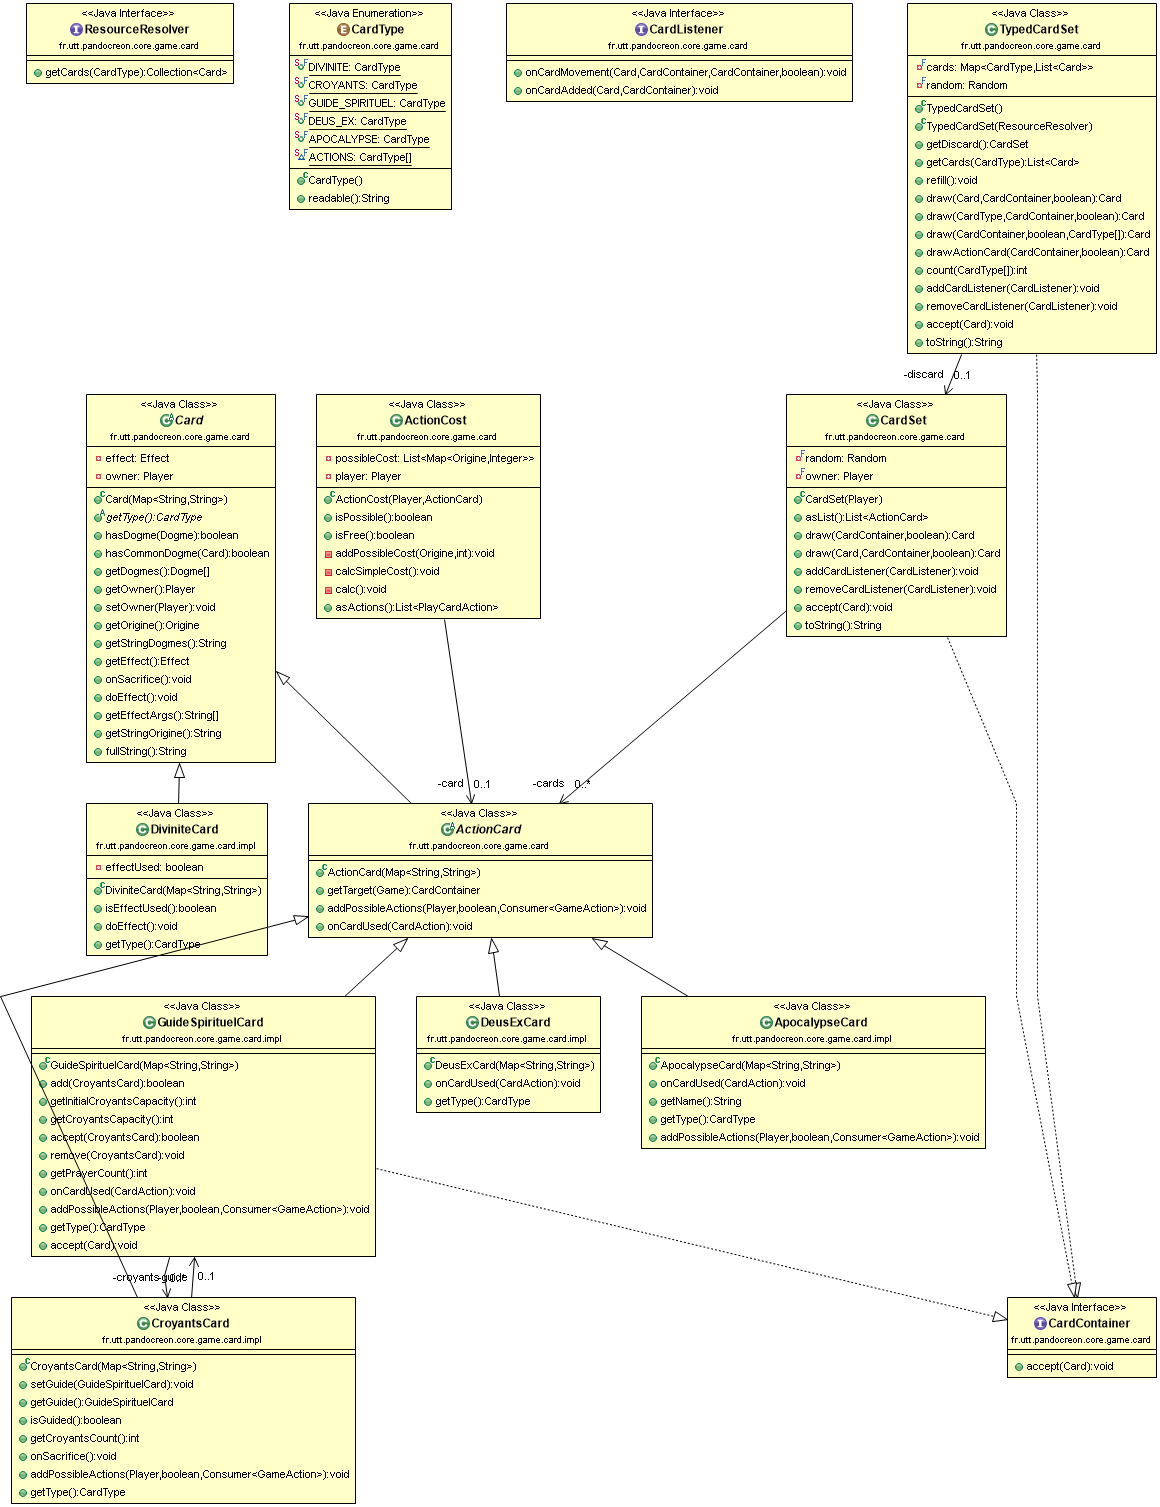 <<Java Interface>>
ResourceResolver
fr.utt.pandocreon.core.game.card
getCards(CardType):Collection<Card>
<<Java Enumeration>>
CardType
fr.utt.pandocreon.core.game.card
DIVINITE: CardType
CROYANTS: CardType
GUIDE_SPIRITUEL: CardType
DEUS_EX: CardType
APOCALYPSE: CardType
ACTIONS: CardType[]
CardType()
readable():String
<<Java Interface>>
CardListener
fr.utt.pandocreon.core.game.card
onCardMovement(Card,CardContainer,CardContainer,boolean):void
onCardAdded(Card,CardContainer):void
<<Java Class>>
TypedCardSet
fr.utt.pandocreon.core.game.card
cards: Map<CardType,List<Card>>
random: Random
TypedCardSet()
TypedCardSet(ResourceResolver)
getDiscard():CardSet
getCards(CardType):List<Card>
refill():void
draw(Card,CardContainer,boolean):Card
draw(CardType,CardContainer,boolean):Card
draw(CardContainer,boolean,CardType[]):Card
drawActionCard(CardContainer,boolean):Card
count(CardType[]):int
addCardListener(CardListener):void
removeCardListener(CardListener):void
accept(Card):void
toString():String
-discard 0..1
<<Java Class>>
Card
fr.utt.pandocreon.core.game.card
effect: Effect
owner: Player
Card(Map<String,String>)
getType():CardType
hasDogme(Dogme):boolean
hasCommonDogme(Card):boolean
getDogmes():Dogme[]
getOwner():Player
setOwner(Player):void
getOrigine():Origine
getStringDogmes():String
getEffect():Effect
onSacrifice():void
doEffect():void
getEffectArgs():String[]
getStringOrigine():String
fullString():String
<<Java Class>>
ActionCost
fr.utt.pandocreon.core.game.card
possibleCost: List<Map<Origine,Integer>>
player: Player
ActionCost(Player,ActionCard)
isPossible():boolean
isFree():boolean
addPossibleCost(Origine,int):void
calcSimpleCost():void
calc():void
asActions():List<PlayCardAction>
<<Java Class>>
CardSet
fr.utt.pandocreon.core.game.card
random: Random
owner: Player
CardSet(Player)
asList():List<ActionCard>
draw(CardContainer,boolean):Card
draw(Card,CardContainer,boolean):Card
addCardListener(CardListener):void
removeCardListener(CardListener):void
accept(Card):void
toString():String
-card 0..1
-cards 0..*
<<Java Class>>
DiviniteCard
fr.utt.pandocreon.core.game.card.impl
effectUsed: boolean
DiviniteCard(Map<String,String>)
isEffectUsed():boolean
doEffect():void
getType():CardType
<<Java Class>>
ActionCard
fr.utt.pandocreon.core.game.card
ActionCard(Map<String,String>)
getTarget(Game):CardContainer
addPossibleActions(Player,boolean,Consumer<GameAction>):void
onCardUsed(CardAction):void
<<Java Class>>
GuideSpirituelCard
fr.utt.pandocreon.core.game.card.impl
GuideSpirituelCard(Map<String,String>)
add(CroyantsCard):boolean
getInitialCroyantsCapacity():int
getCroyantsCapacity():int
accept(CroyantsCard):boolean
remove(CroyantsCard):void
getPrayerCount():int
onCardUsed(CardAction):void
addPossibleActions(Player,boolean,Consumer<GameAction>):void
getType():CardType
accept(Card):void
<<Java Class>>
DeusExCard
fr.utt.pandocreon.core.game.card.impl
DeusExCard(Map<String,String>)
onCardUsed(CardAction):void
getType():CardType
<<Java Class>>
ApocalypseCard
fr.utt.pandocreon.core.game.card.impl
ApocalypseCard(Map<String,String>)
onCardUsed(CardAction):void
getName():String
getType():CardType
addPossibleActions(Player,boolean,Consumer<GameAction>):void
-croyants -guide 0..1
<<Java Class>>
CroyantsCard
fr.utt.pandocreon.core.game.card.impl
CroyantsCard(Map<String,String>)
setGuide(GuideSpirituelCard):void
getGuide():GuideSpirituelCard
isGuided():boolean
getCroyantsCount():int
onSacrifice():void
addPossibleActions(Player,boolean,Consumer<GameAction>):void
getType():CardType
<<Java Interface>>
CardContainer
fr.utt.pandocreon.core.game.card
accept(Card):void